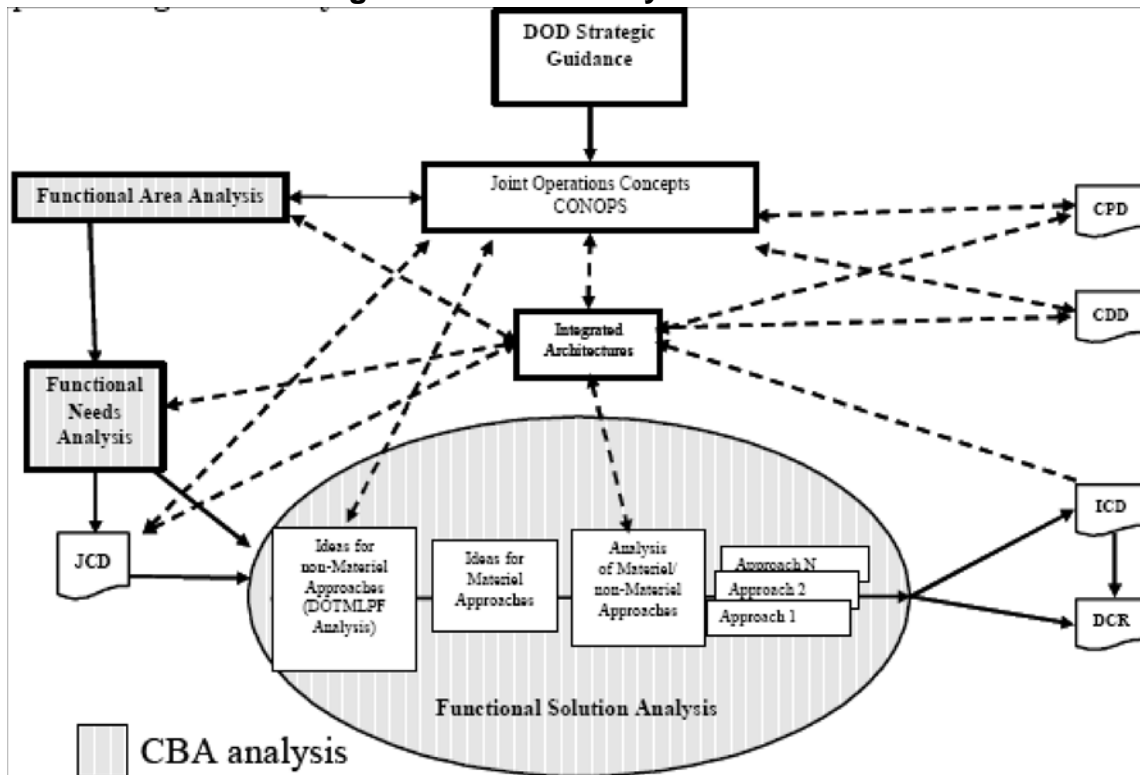 DOD Strategic
Guidance
Joint Operations Concepts
CONOPS
Functional Area Analysis
CPD
CDD
Integrated
Architectures
Functional
Needs
Analysis
JCD
ICD
DCR
Ideas for
non-Materiel
Approaches
(DOTMLPF
Analysis)
Ideas for
Materiel
Approaches
Analysis
of Materiel/
non-Materiel
Approaches
Approach N
Approach 2
Approach 1
Functional Solution Analysis
CBA analysis